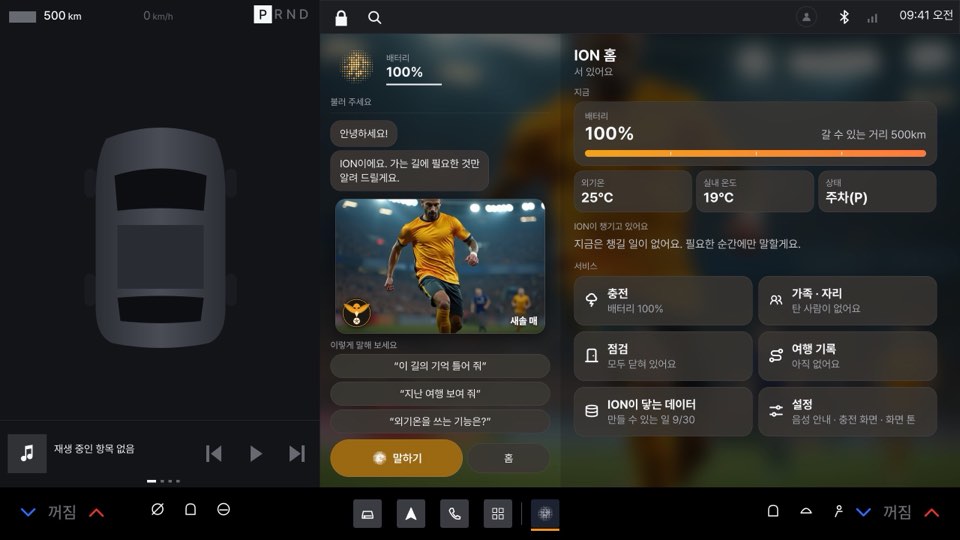 500 km
0 km/h
P R N D
09:41 오전
배터리
100%
불러 주세요
안녕하세요!
ION이에요. 가는 길에 필요한 것만
알려 드릴게요.
새솔 매
이렇게 말해 보세요
“이 길의 기억 틀어 줘”
“지난 여행 보여 줘”
“외기온을 쓰는 기능은?”
말하기
홈
ION 홈
서 있어요
지금
배터리
100%
갈 수 있는 거리 500km
외기온
25°C
실내 온도
19°C
상태
주차(P)
ION이 챙기고 있어요
지금은 챙길 일이 없어요. 필요한 순간에만 말할게요.
서비스
충전
배터리 100%
가족 · 자리
탄 사람이 없어요
점검
모두 닫혀 있어요
여행 기록
아직 없어요
ION이 닿는 데이터
만들 수 있는 일 9/30
설정
음성 안내 · 충전 화면 · 화면 톤
재생 중인 항목 없음
꺼짐
꺼짐